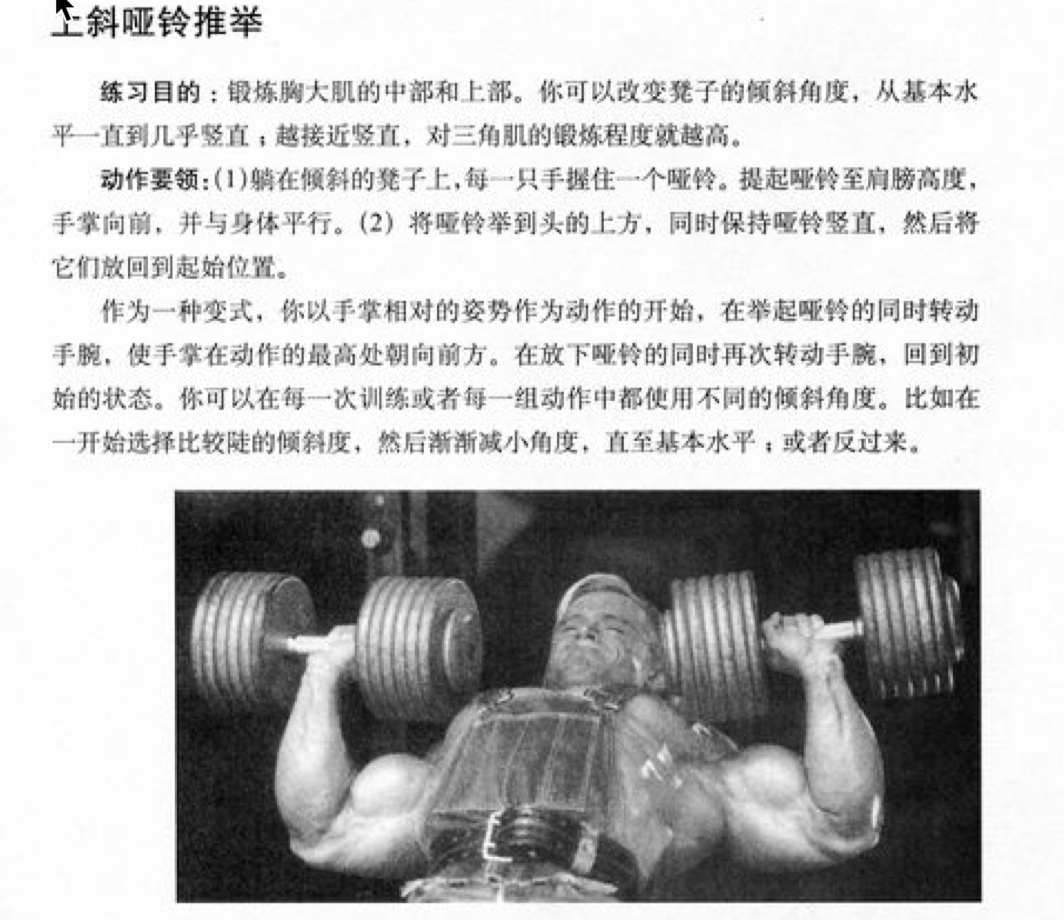 上斜哑铃推举
练习目的：锻炼胸大肌的中部和上部。你可以改变凳子的倾斜角度，从基本水
平一直到几乎竖直；越接近竖直，对三角肌的锻炼程度就越高。
动作要领：(1)躺在倾斜的凳子上，每一只手握住一个哑铃。提起哑铃至肩膀高度，
手掌向前，并与身体平行。(2) 将哑铃举到头的上方，同时保持哑铃竖直，然后将
它们放回到起始位置。
作为一种变式，你以手掌相对的姿势作为动作的开始，在举起哑铃的同时转动
手腕，使手掌在动作的最高处朝向前方。在放下哑铃的同时再次转动手腕，回到初
始的状态。你可以在每一次训练或者每一组动作中都使用不同的倾斜角度。比如在
一开始选择比较陡的倾斜度，然后渐渐减小角度，直至基本水平；或者反过来。